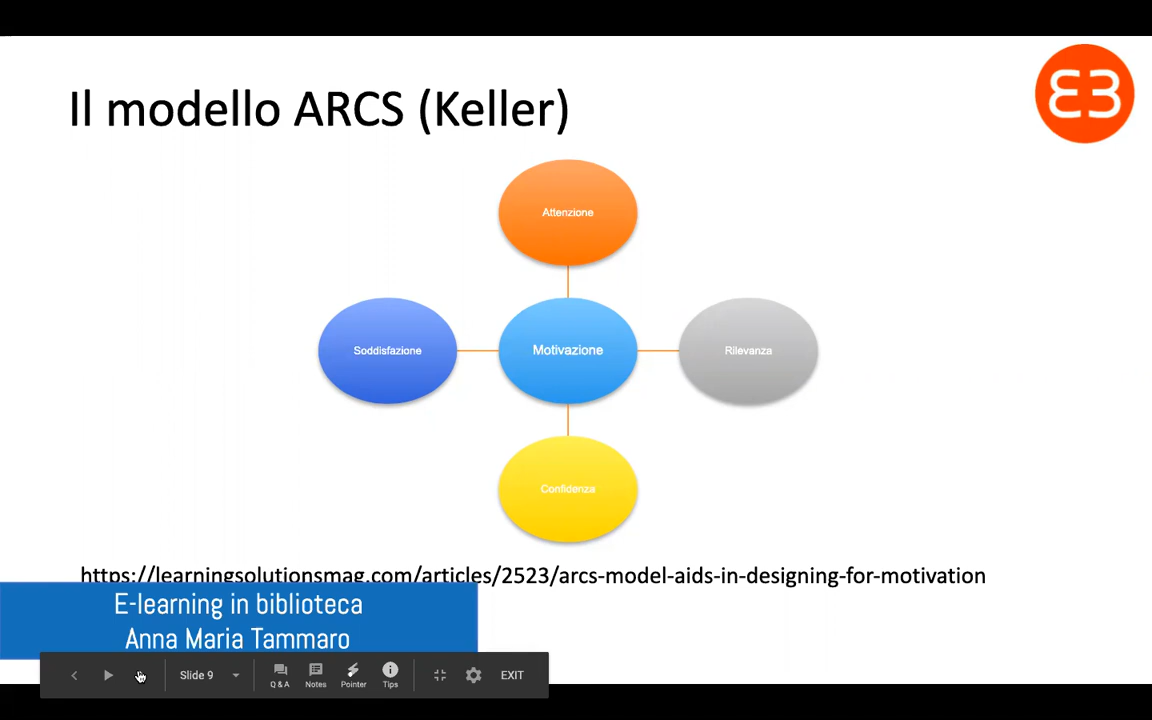 Il modello ARCS (Keller)
Attenzione
Soddisfazione
Motivazione
Rilevanza
Confidenza
https://learningsolutionsmag.com/articles/2523/arcs-model-aids-in-designing-for-motivation
E-learning in biblioteca
Anna Maria Tammaro
Slide 9
Q & A
Notes
Pointer
Tips
EXIT